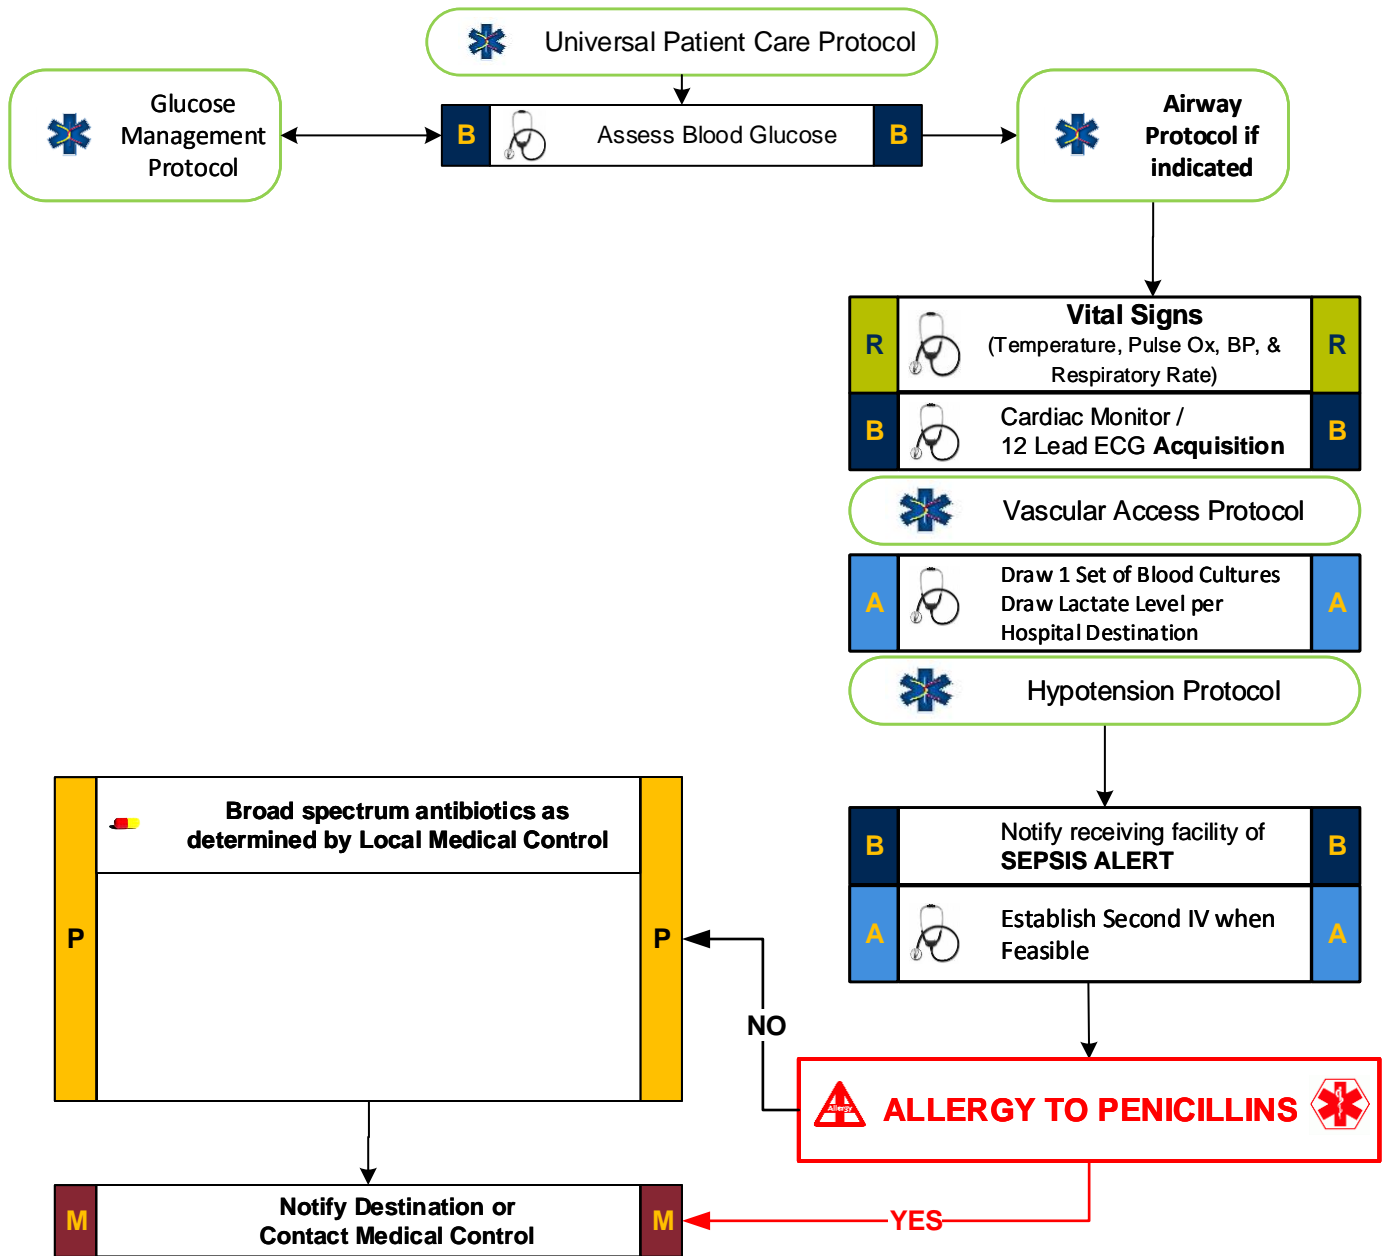 Universal Patient Care Protocol
Glucose
Management
Protocol
B
Assess Blood Glucose
B
Airway
Protocol if
indicated
R
Vital Signs
(Temperature, Pulse Ox, BP, &
Respiratory Rate)
R
B
Cardiac Monitor /
12 Lead ECG Acquisition
B
Vascular Access Protocol
A
Draw 1 Set of Blood Cultures
Draw Lactate Level per
Hospital Destination
A
Hypotension Protocol
B
Notify receiving facility of
SEPSIS ALERT
B
A
Establish Second IV when
Feasible
A
Allergy
ALLERGY TO PENICILLINS
NO
P
Broad spectrum antibiotics as
determined by Local Medical Control
P
YES
M
Notify Destination or
Contact Medical Control
M